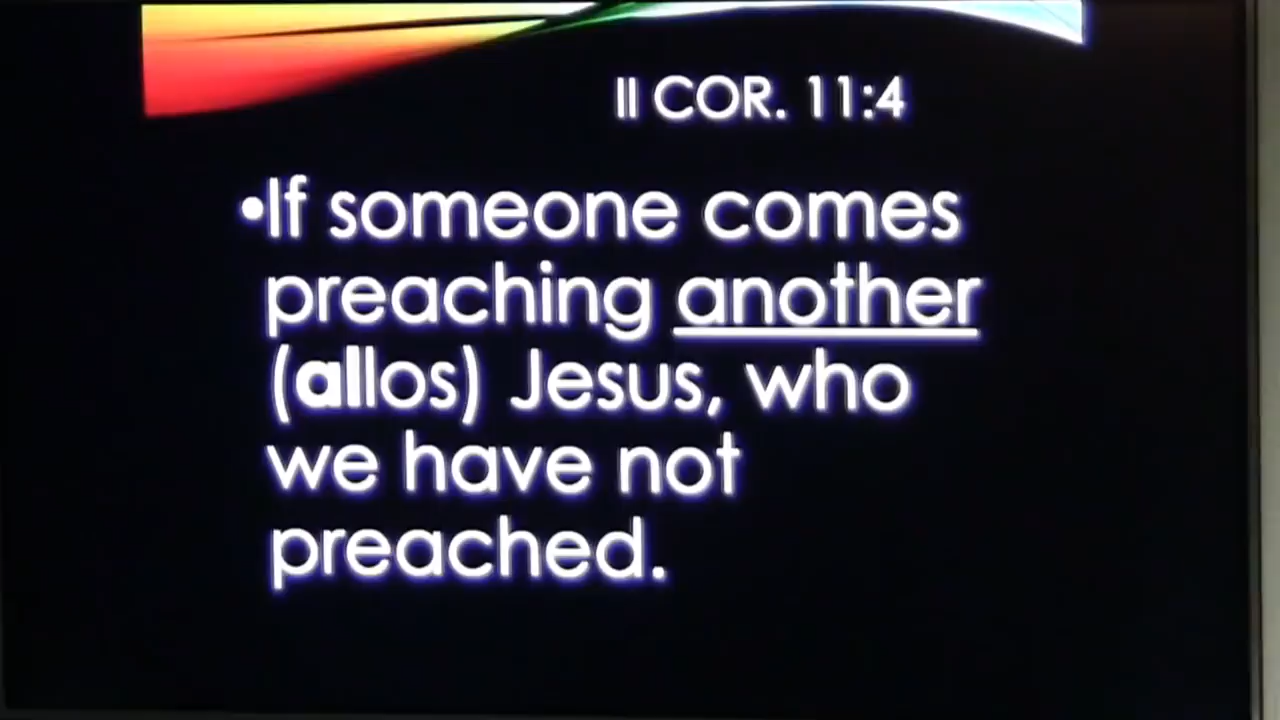 II COR. 11:4
•If someone comes
preaching another
(allos) Jesus, who
we have not
preached.